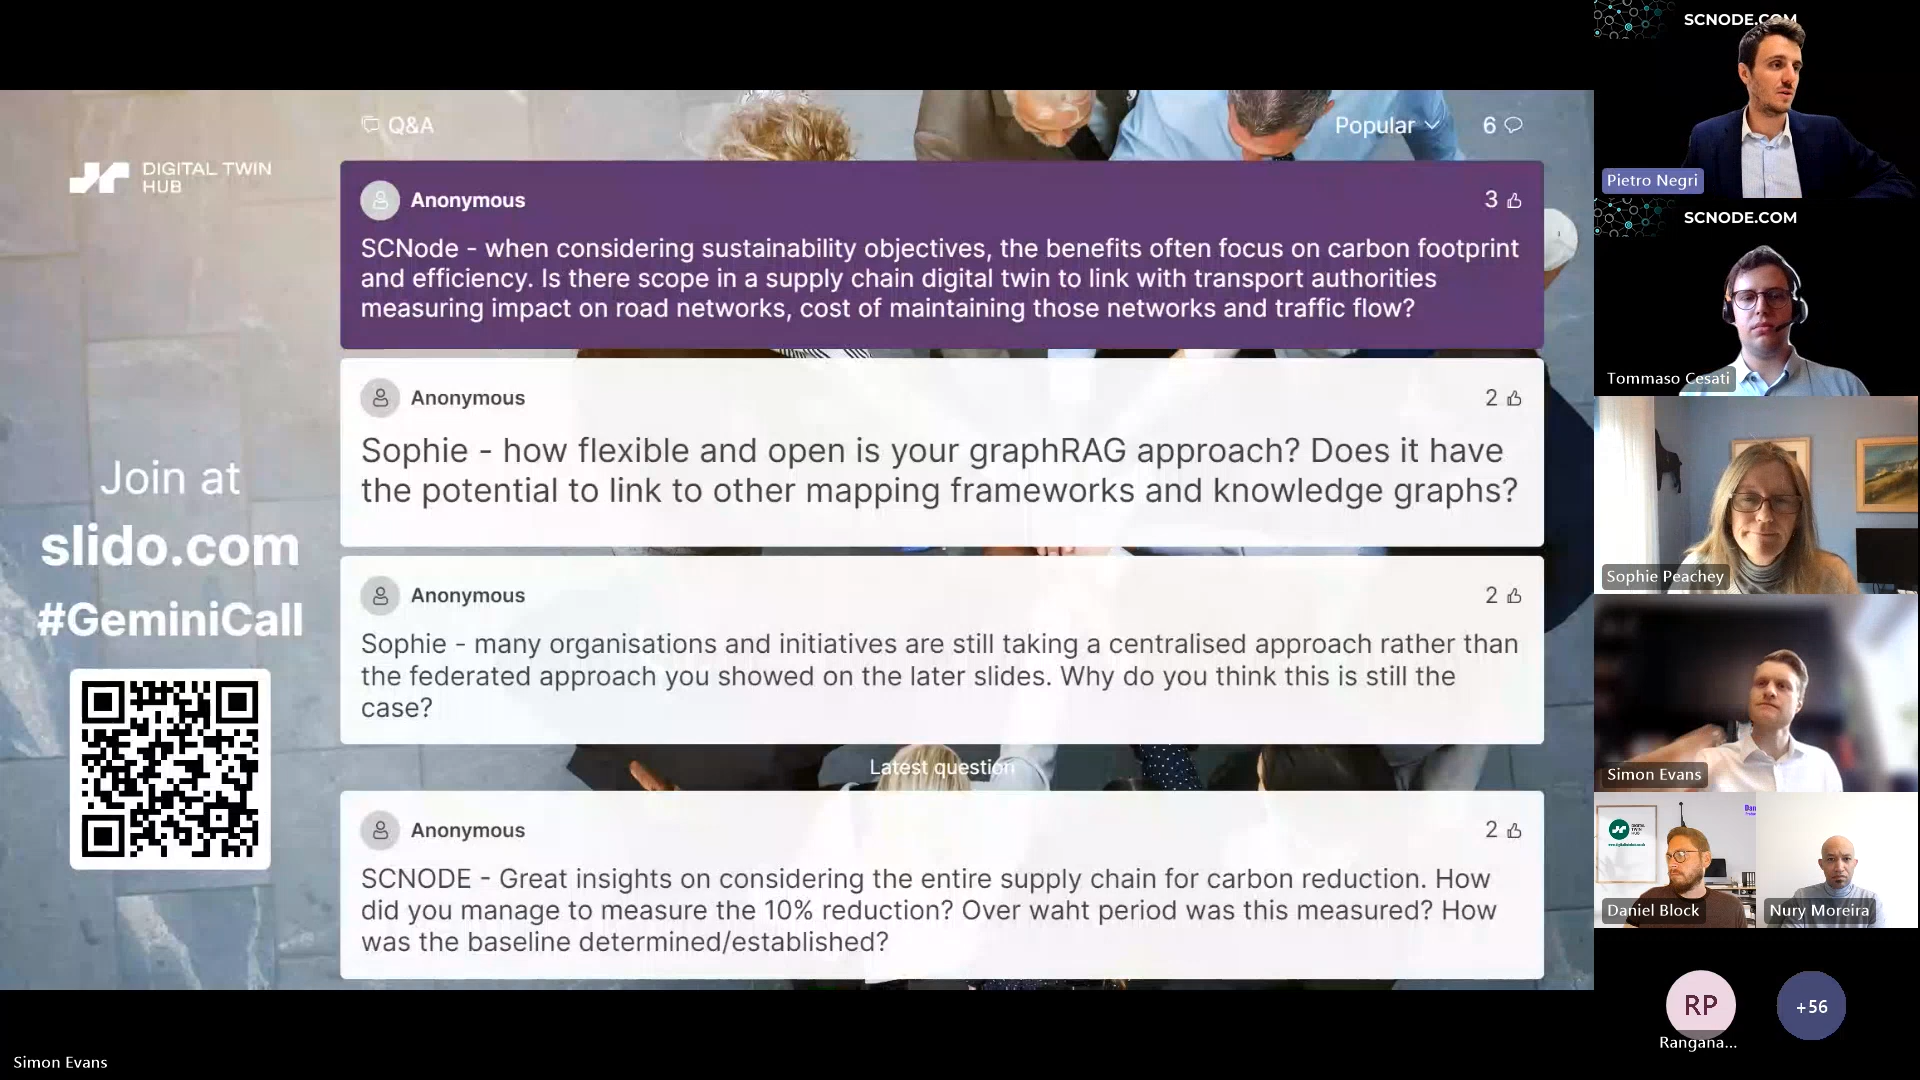 Q&A
Popular
6
DIGITAL TWIN
HUB
Join at
slido.com
#GeminiCall
Anonymous
3
SCNode - when considering sustainability objectives, the benefits often focus on carbon footprint
and efficiency. Is there scope in a supply chain digital twin to link with transport authorities
measuring impact on road networks, cost of maintaining those networks and traffic flow?
Anonymous
2
Sophie - how flexible and open is your graphRAG approach? Does it have
the potential to link to other mapping frameworks and knowledge graphs?
Anonymous
2
Sophie - many organisations and initiatives are still taking a centralised approach rather than
the federated approach you showed on the later slides. Why do you think this is still the
case?
Latest question
Anonymous
2
SCNODE - Great insights on considering the entire supply chain for carbon reduction. How
did you manage to measure the 10% reduction? Over waht period was this measured? How
was the baseline determined/established?
Simon Evans
SCNODE.COM
Pietro Negri
SCNODE.COM
Tommaso Cesati
Sophie Peachey
Simon Evans
DIGITAL
TWIN
HUB
Daniel Block
Nury Moreira
RP
Rangana...
+56